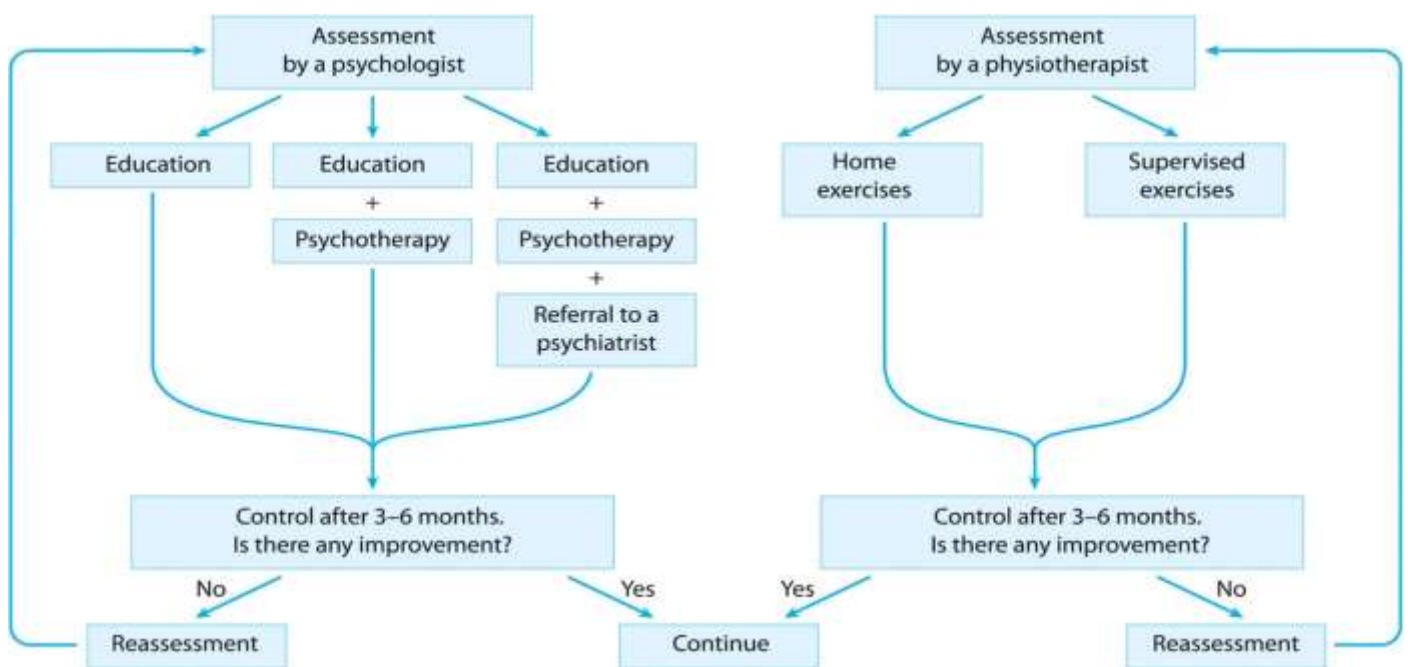 Assessment
by a psychologist
Education
Education
+
Psychotherapy
Education
+
Psychotherapy
+
Referral to a
psychiatrist
Control after 3–6 months.
Is there any improvement?
No
Yes
Reassessment
Assessment
by a physiotherapist
Home
exercises
Supervised
exercises
Control after 3–6 months.
Is there any improvement?
Yes
No
Continue
Reassessment